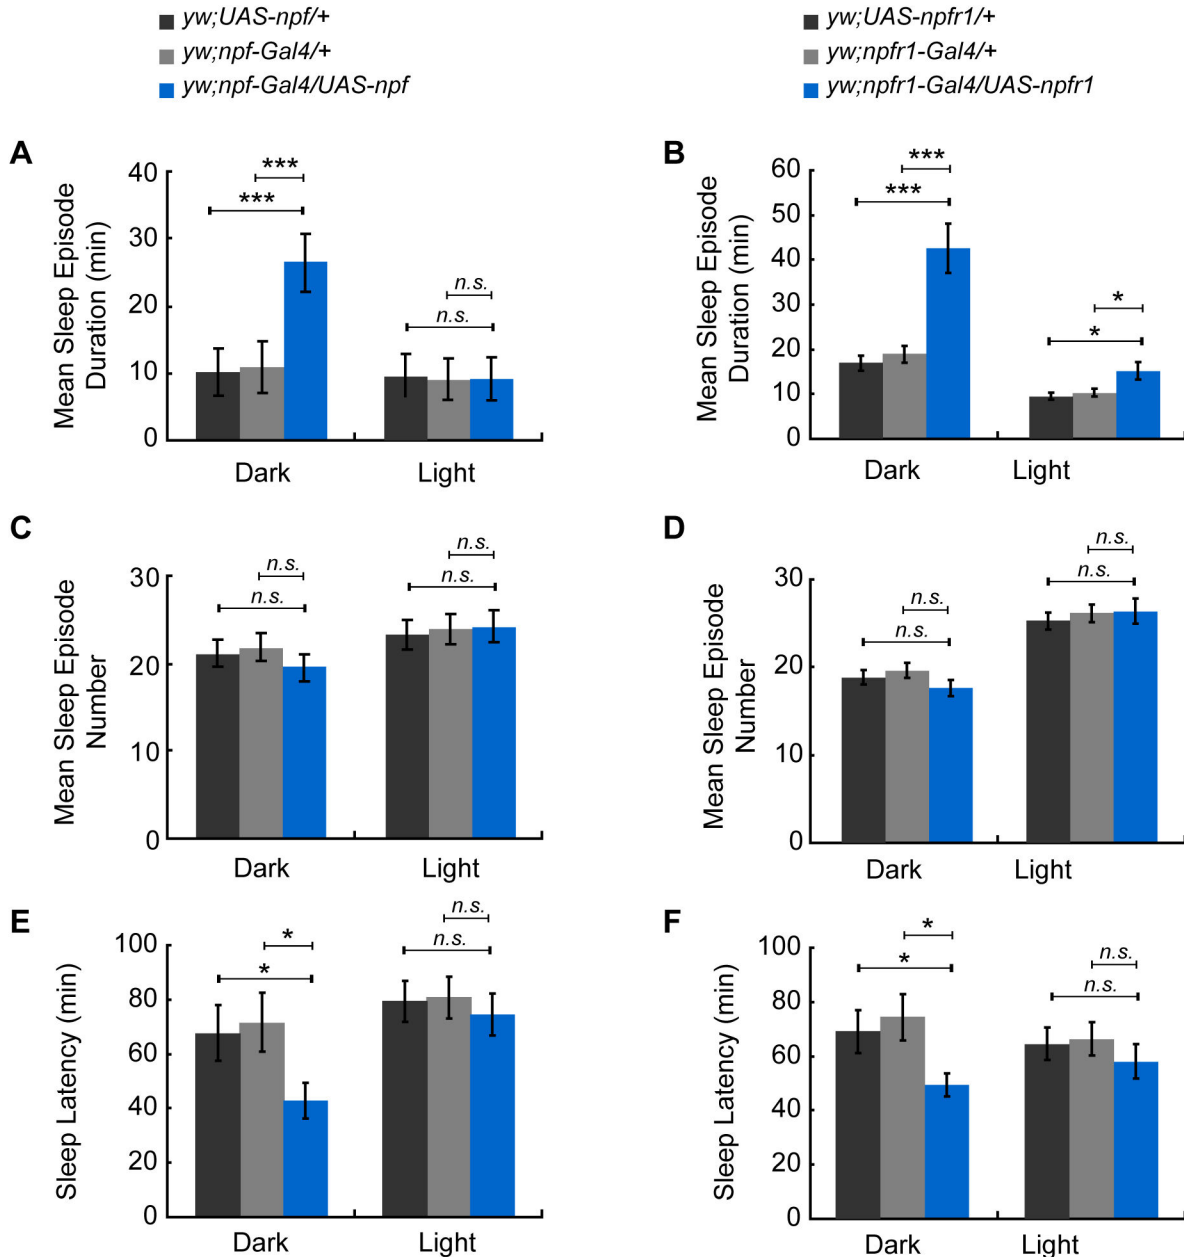 yw;UAS-npf/+
yw;npf-Gal4/+
yw;npf-Gal4/UAS-npf
yw;UAS-npfr1/+
yw;npfr1-Gal4/+
yw;npfr1-Gal4/UAS-npfr1
A
Mean Sleep Episode
Duration (min)
40
30
20
10
0
***
***
n.s.
n.s.
Dark
Light
B
Mean Sleep Episode
Duration (min)
60
50
40
30
20
10
0
***
***
*
*
Dark
Light
C
Mean Sleep Episode
Number
30
20
10
0
n.s.
n.s.
n.s.
n.s.
Dark
Light
D
Mean Sleep Episode
Number
30
20
10
0
n.s.
n.s.
n.s.
n.s.
Dark
Light
E
Sleep Latency (min)
100
80
60
40
20
0
*
*
n.s.
n.s.
Dark
Light
F
Sleep Latency (min)
100
80
60
40
20
0
*
*
n.s.
n.s.
Dark
Light